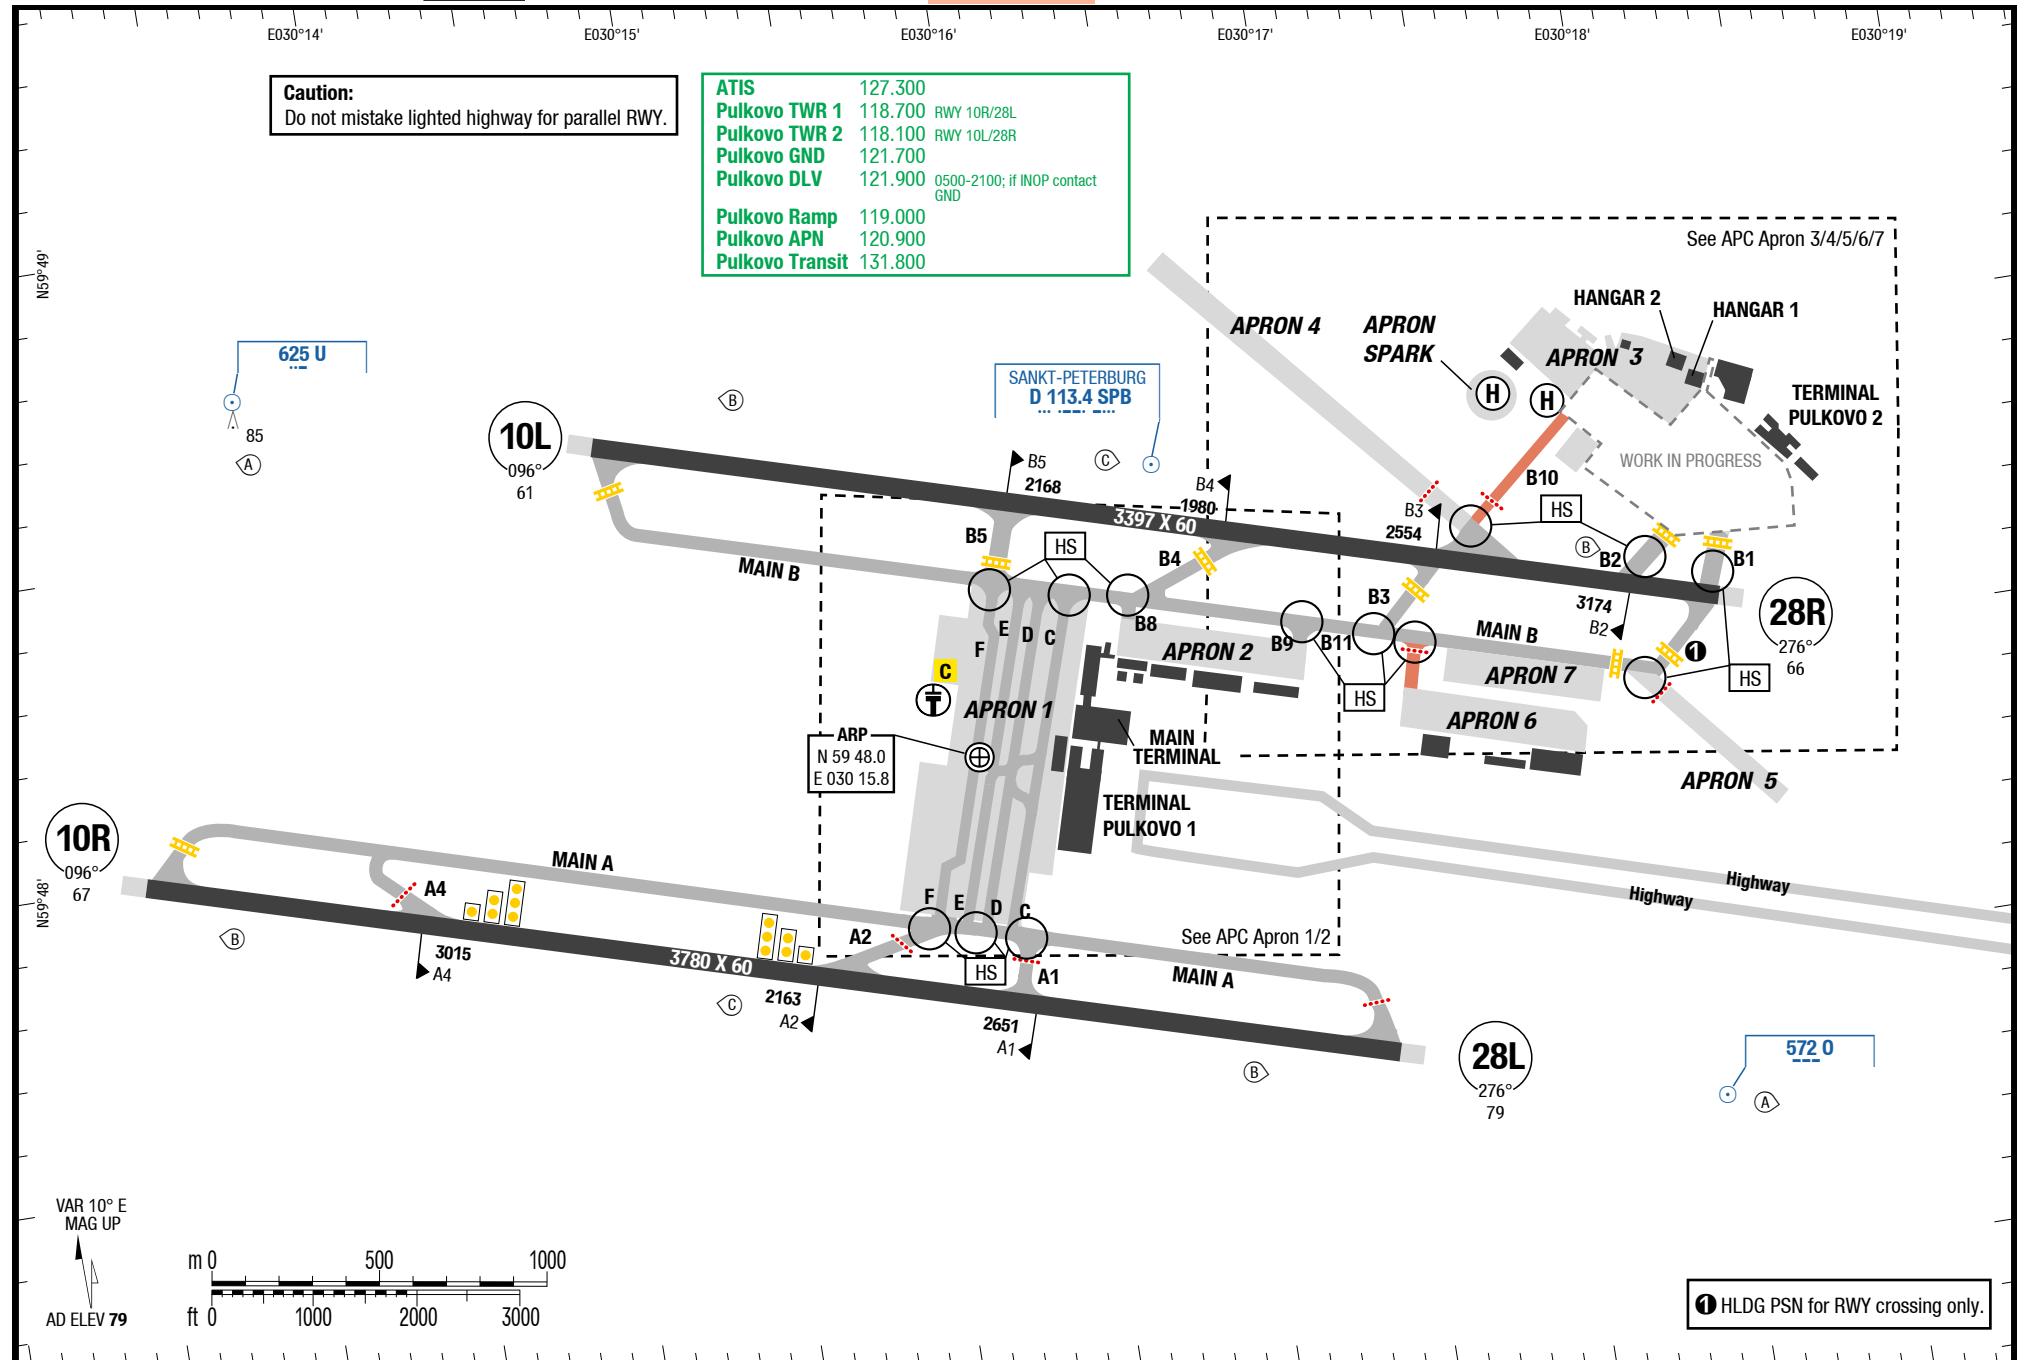 E030°14'
E030°15'
E030°16'
E030°17'
E030°18'
E030°19'
Caution:
Do not mistake lighted highway for parallel RWY.
ATIS 127.300
Pulkovo TWR 1 118.700 RWY 10R/28L
Pulkovo TWR 2 118.100 RWY 10L/28R
Pulkovo GND 121.700
Pulkovo DLV 121.900 0500-2100; if INOP contact
GND
Pulkovo Ramp 119.000
Pulkovo APN 120.900
Pulkovo Transit 131.800
See APC Apron 3/4/5/6/7
N59°49'
HANGAR 2
HANGAR 1
APRON 4
APRON
SPARK
APRON 3
625 U
85
A
B
SANKT-PETERBURG
D 113.4 SPB
H
H
TERMINAL
PULKOVO 2
10L
096°
61
B5
2168
C
B4
1980
WORK IN PROGRESS
B10
3397 X 60
B3
2554
HS
B
B2
B1
B5
HS
B4
MAIN B
B3
3174
B2
28R
276°
66
E
D
C
F
B8
B9
B11
MAIN B
1
APRON 2
APRON 7
HS
HS
C
APRON 1
APRON 6
ARP
N 59 48.0
E 030 15.8
MAIN
TERMINAL
APRON 5
TERMINAL
PULKOVO 1
10R
096°
67
MAIN A
A4
Highway
Highway
N59°48'
F
E
D
C
B
A2
See APC Apron 1/2
3015
A4
3780 X 60
HS
A1
MAIN A
C
2163
A2
2651
A1
B
28L
276°
79
572 O
A
VAR 10° E
MAG UP
AD ELEV 79
m 0 500 1000
ft 0 1000 2000 3000
1 HLDG PSN for RWY crossing only.